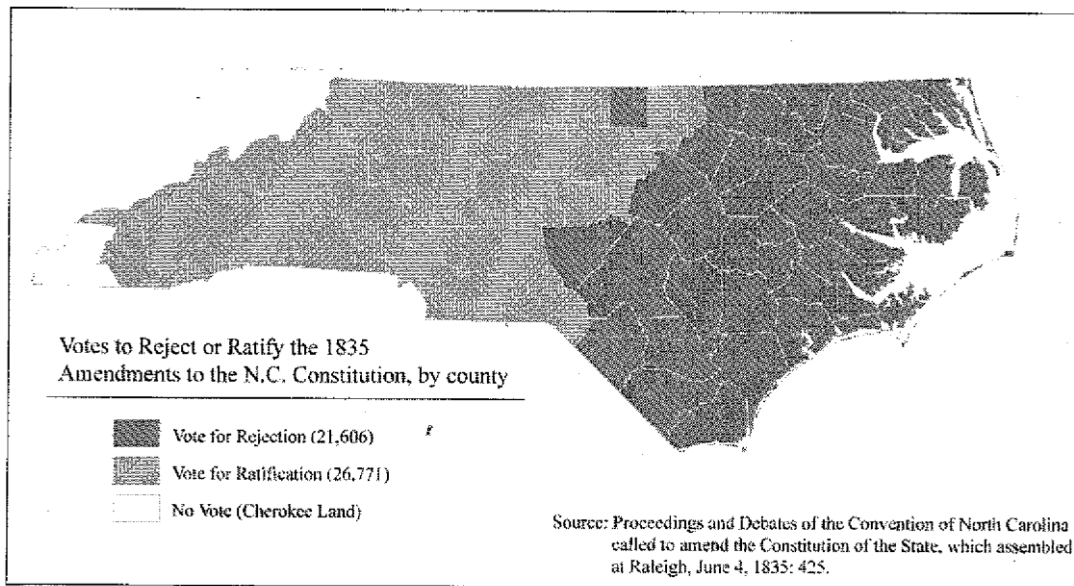 Votes to Reject or Ratify the 1835
Amendments to the N.C. Constitution, by county
Vote for Rejection (21,606)
Vote for Ratification (26,771)
No Vote (Cherokee Land)
Source: Proceedings and Debates of the Convention of North Carolina
called to amend the Constitution of the State, which assembled
at Raleigh, June 4, 1835: 425.